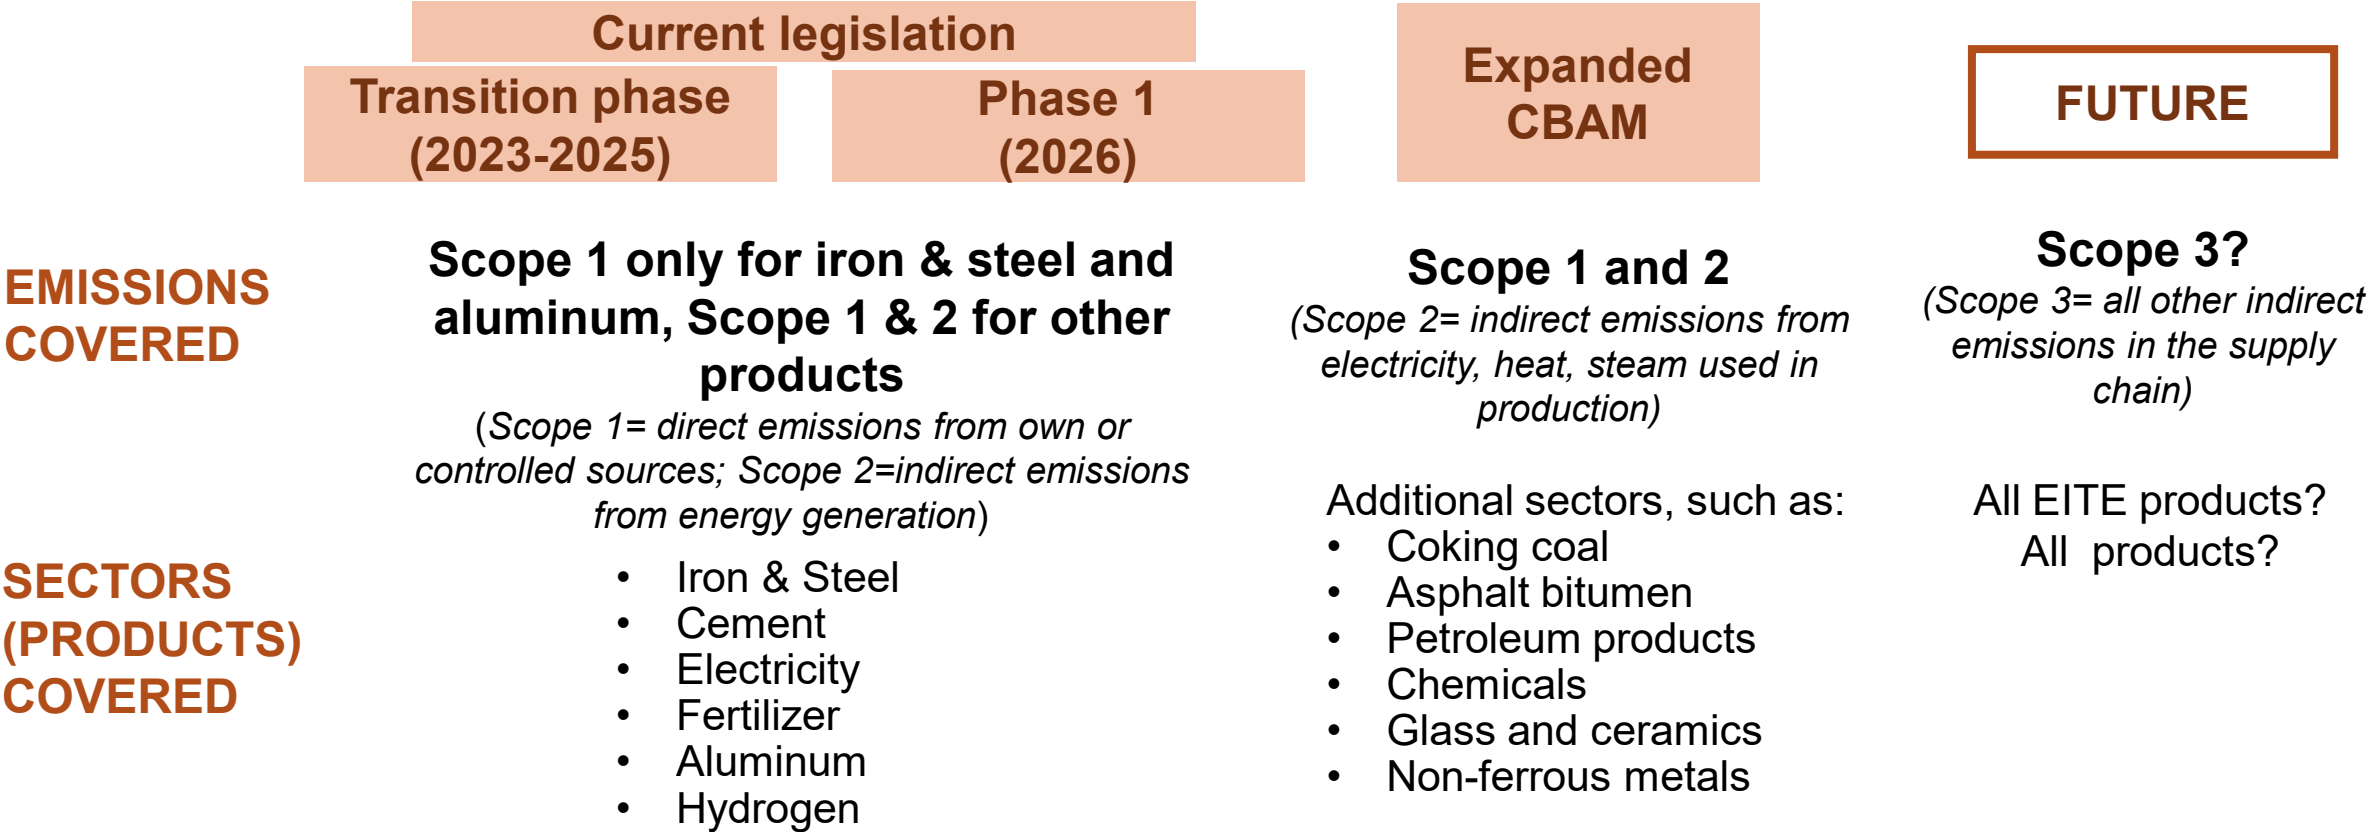 Current legislation
Transition phase
(2023-2025)
Phase 1
(2026)
Expanded
CBAM
FUTURE
EMISSIONS
COVERED
Scope 1 only for iron & steel and
aluminum, Scope 1 & 2 for other
products
(Scope 1= direct emissions from own or
controlled sources; Scope 2=indirect emissions
from energy generation)
Scope 1 and 2
(Scope 2= indirect emissions from
electricity, heat, steam used in
production)
Scope 3?
(Scope 3= all other indirect
emissions in the supply
chain)
SECTORS
(PRODUCTS)
COVERED
• Iron & Steel
• Cement
• Electricity
• Fertilizer
• Aluminum
• Hydrogen
Additional sectors, such as:
• Coking coal
• Asphalt bitumen
• Petroleum products
• Chemicals
• Glass and ceramics
• Non-ferrous metals
All EITE products?
All products?